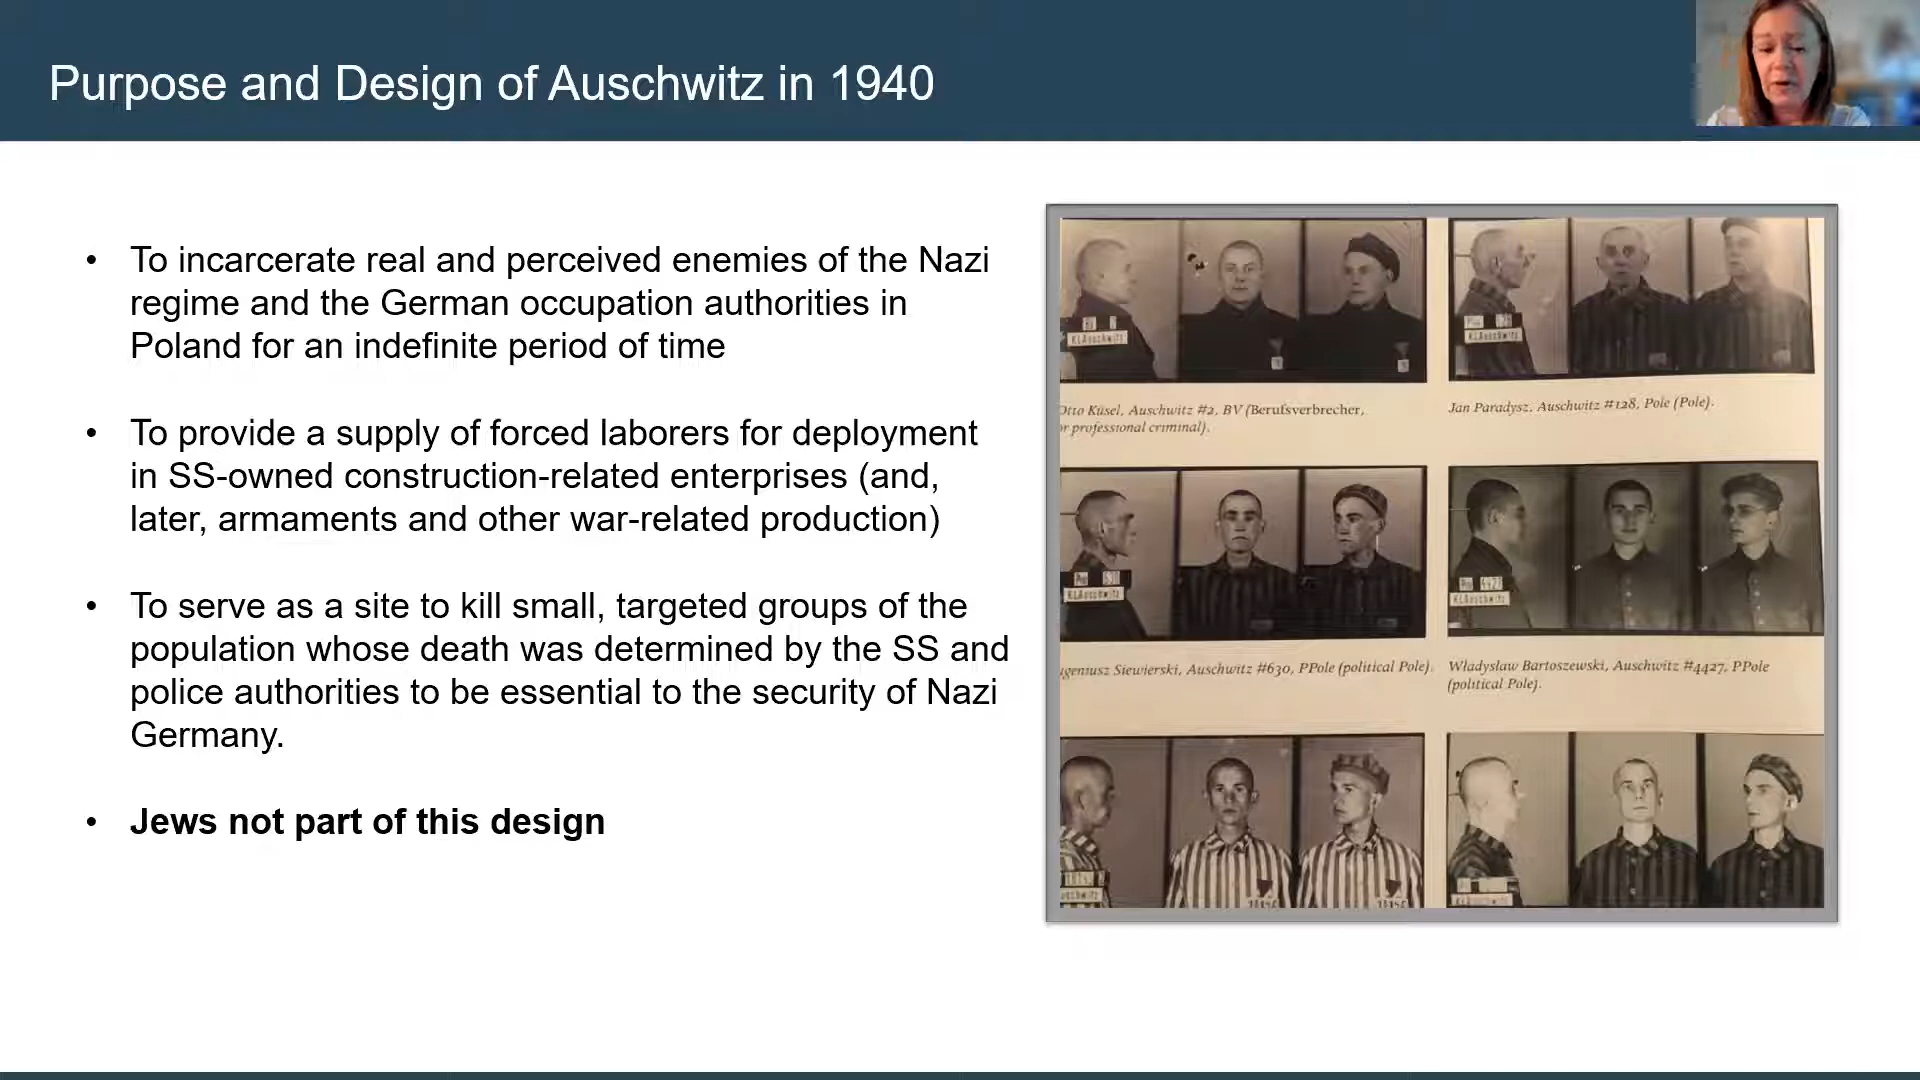 Purpose and Design of Auschwitz in 1940
• To incarcerate real and perceived enemies of the Nazi
regime and the German occupation authorities in
Poland for an indefinite period of time
• To provide a supply of forced laborers for deployment
in SS-owned construction-related enterprises (and,
later, armaments and other war-related production)
• To serve as a site to kill small, targeted groups of the
population whose death was determined by the SS and
police authorities to be essential to the security of Nazi
Germany.
• Jews not part of this design
KLAuschwitz
KLAuschwitz
Otto Küsel, Auschwitz #2, BV (Berufsverbrecher,
or professional criminal).
Jan Paradysz, Auschwitz #128, Pole (Pole).
KLAuschwitz
KLAuschwitz
ugeniusz Siewierski, Auschwitz #630, PPole (political Pole).
Władysław Bartoszewski, Auschwitz #4427, PPole
(political Pole).